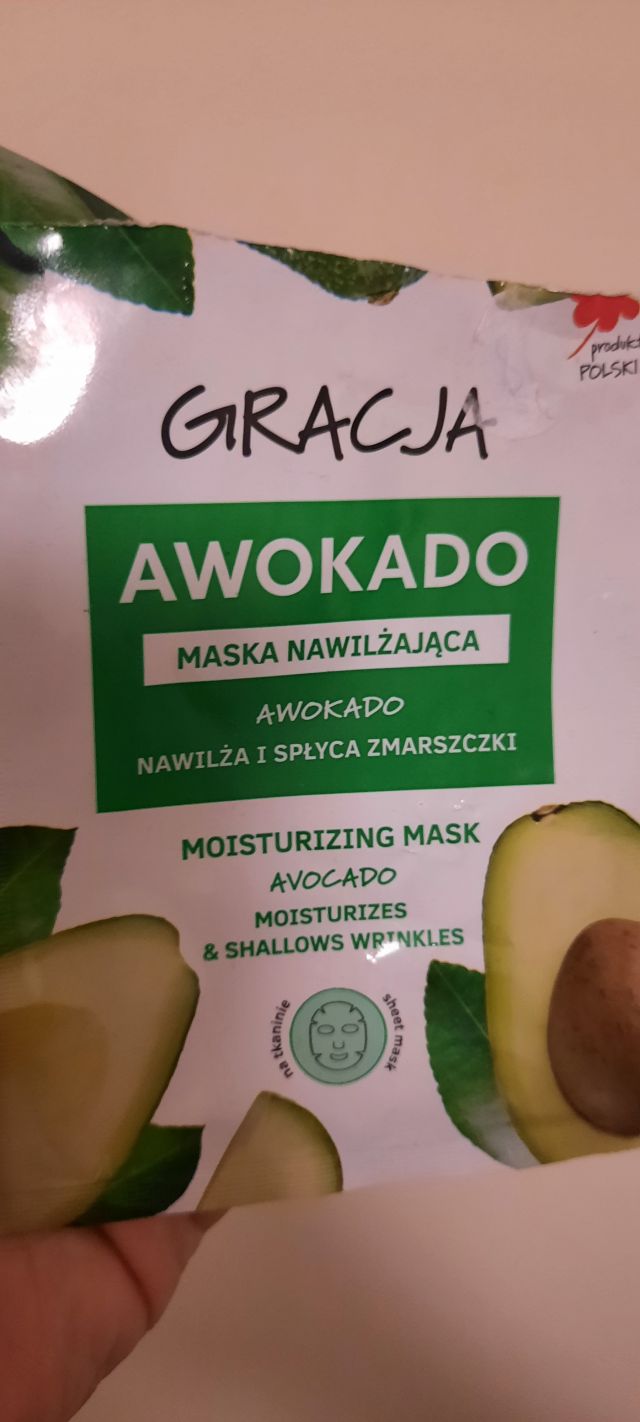 produkt
POLSKI
GRACJA
AWOKADO
MASKA NAWILŻAJĄCA
AWOKADO
NAWILŻA I SPŁYCA ZMARSZCZKI
MOISTURIZING MASK
AVOCADO
MOISTURIZES
& SHALLOWS WRINKLES
na tkaninie
sheet mask